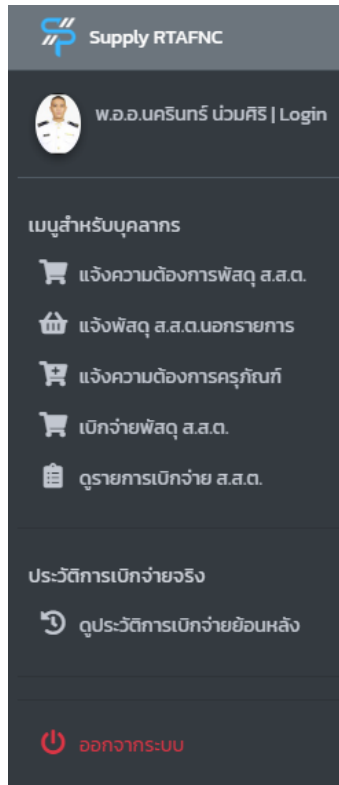 Supply RTAFNC
พ.อ.อ.นครินทร์ น่วมศิริ | Login
เมนูสำหรับบุคลากร
แจ้งความต้องการพัสดุ ส.ส.ต.
แจ้งพัสดุ ส.ส.ต.นอกรายการ
แจ้งความต้องการครุภัณฑ์
เบิกจ่ายพัสดุ ส.ส.ต.
ดูรายการเบิกจ่าย ส.ส.ต.
ประวัติการเบิกจ่ายจริง
ดูประวัติการเบิกจ่ายย้อนหลัง
ออกจากระบบ